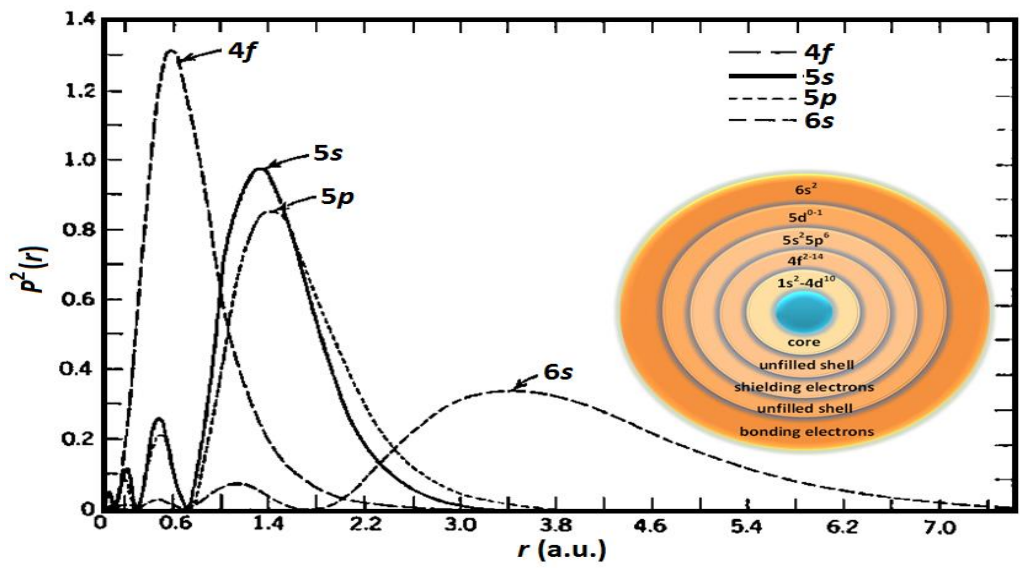 1.4
1.2
1.0
0.8
0.6
0.4
0.2
0
P²(r)
4f
5s
5p
6s
4f
5s
5p
6s
6s²
5d⁰⁻¹
5s²5p⁶
4f²⁻¹⁴
1s²-4d¹⁰
core
unfilled shell
shielding electrons
unfilled shell
bonding electrons
0 0.6 1.4 2.2 3.0 3.8 4.6 5.4 6.2 7.0
r (a.u.)